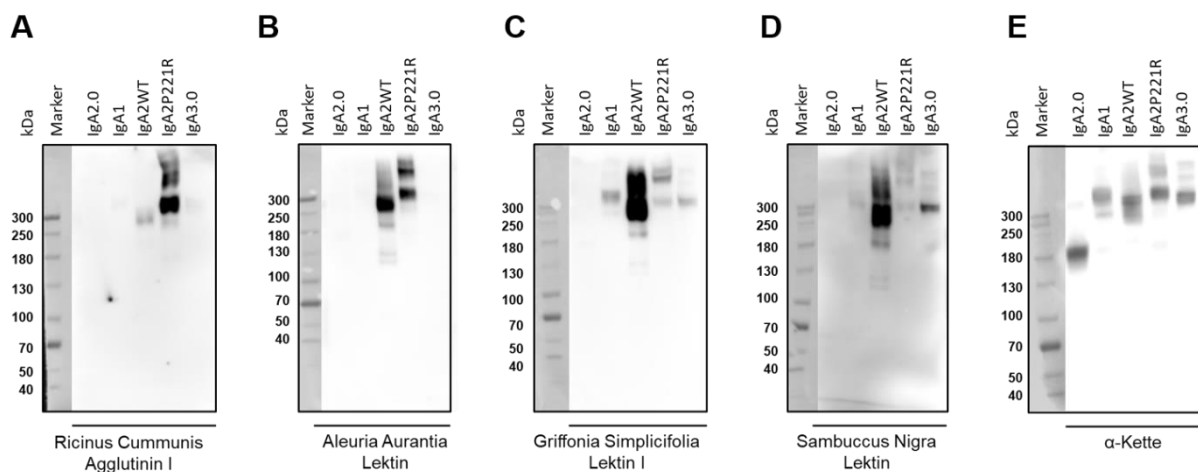 A
kDa
Marker
IgA2.0
IgA1
IgA2WT
IgA2P221R
IgA3.0
300
250
180
130
100
70
50
40
Ricinus Cummunis
Agglutinin I
B
kDa
Marker
IgA2.0
IgA1
IgA2WT
IgA2P221R
IgA3.0
300
250
180
130
100
70
50
40
Aleuria Aurantia
Lektin
C
kDa
Marker
IgA2.0
IgA1
IgA2WT
IgA2P221R
IgA3.0
300
250
180
130
100
70
50
40
Griffonia Simplicifolia
Lektin I
D
kDa
Marker
IgA2.0
IgA1
IgA2WT
IgA2P221R
IgA3.0
300
250
180
130
100
70
50
40
Sambuccus Nigra
Lektin
E
kDa
Marker
IgA2.0
IgA1
IgA2WT
IgA2P221R
IgA3.0
300
250
180
130
100
70
50
40
α-Kette